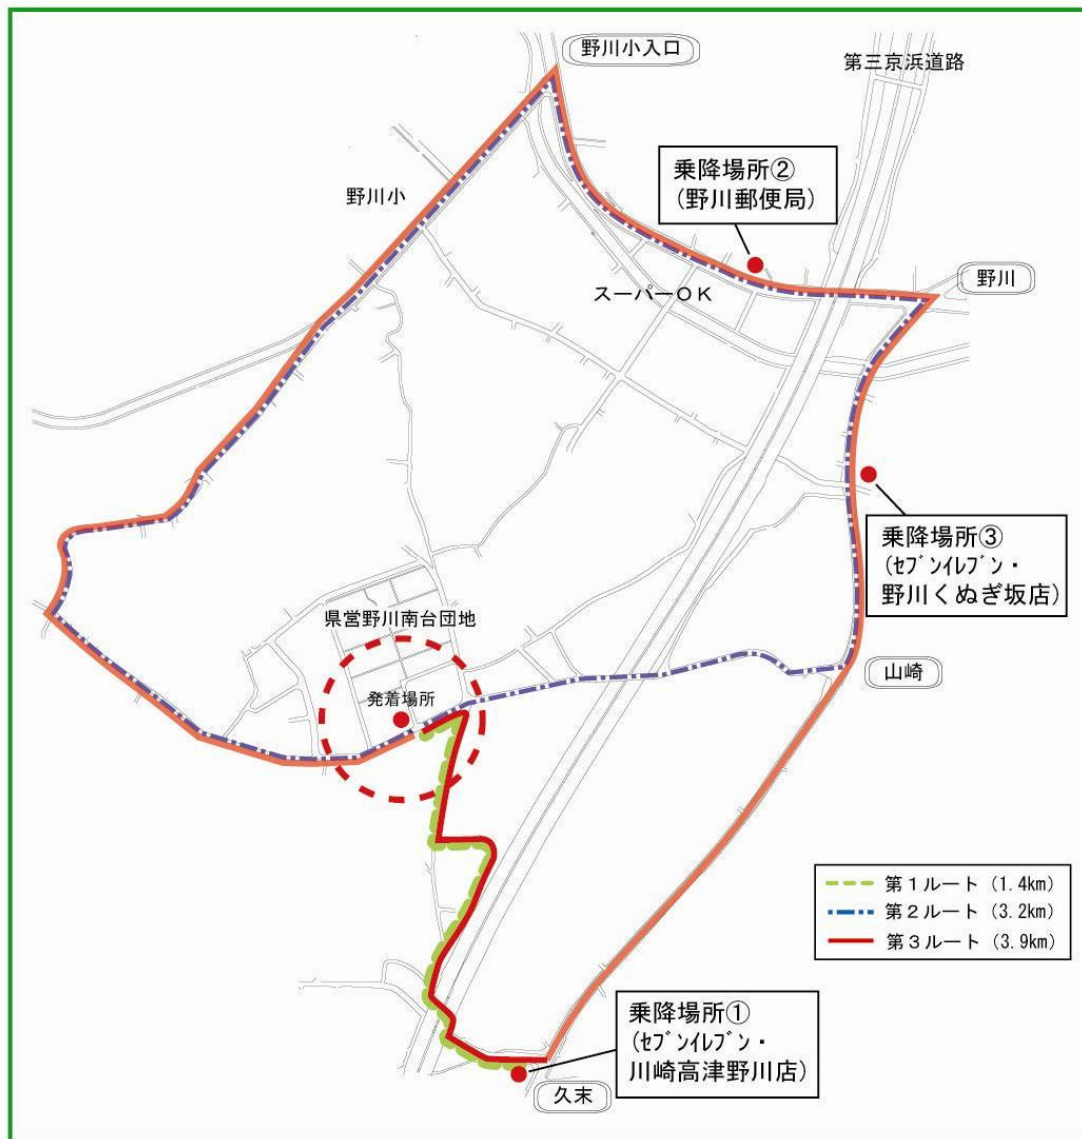 野川小入口
第三京浜道路
乗降場所②
(野川郵便局)
野川小
野川
スーパーOK
乗降場所③
(ｾﾌﾞﾝｲﾚﾌﾞﾝ・
野川くぬぎ坂店)
県営野川南台団地
山崎
発着場所
第1ルート (1.4km)
第2ルート (3.2km)
第3ルート (3.9km)
乗降場所①
(ｾﾌﾞﾝｲﾚﾌﾞﾝ・
川崎高津野川店)
久末